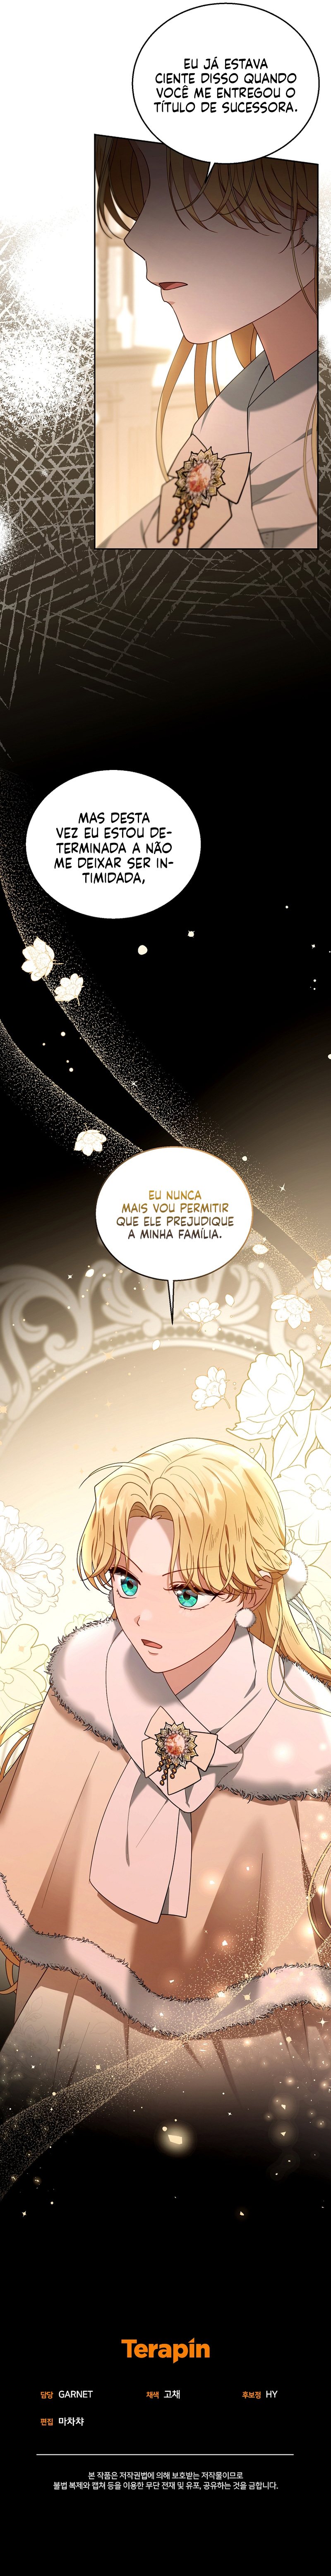 EU JÁ ESTAVA
CIENTE DISSO QUANDO
VOCÊ ME ENTREGOU O
TÍTULO DE SUCESSORA.
MAS DESTA
VEZ EU ESTOU DE-
TERMINADA A NÃO
ME DEIXAR SER IN-
TIMIDADA,
EU NUNCA
MAIS VOU PERMITIR
QUE ELE PREJUDIQUE
A MINHA FAMÍLIA.
Terapin
담당 GARNET 채색 고채 후보정 HY
편집 마차챠
본 작품은 저작권법에 의해 보호받는 저작물이므로
불법 복제와 캡쳐 등을 이용한 무단 전재 및 유포, 공유하는 것을 금합니다.